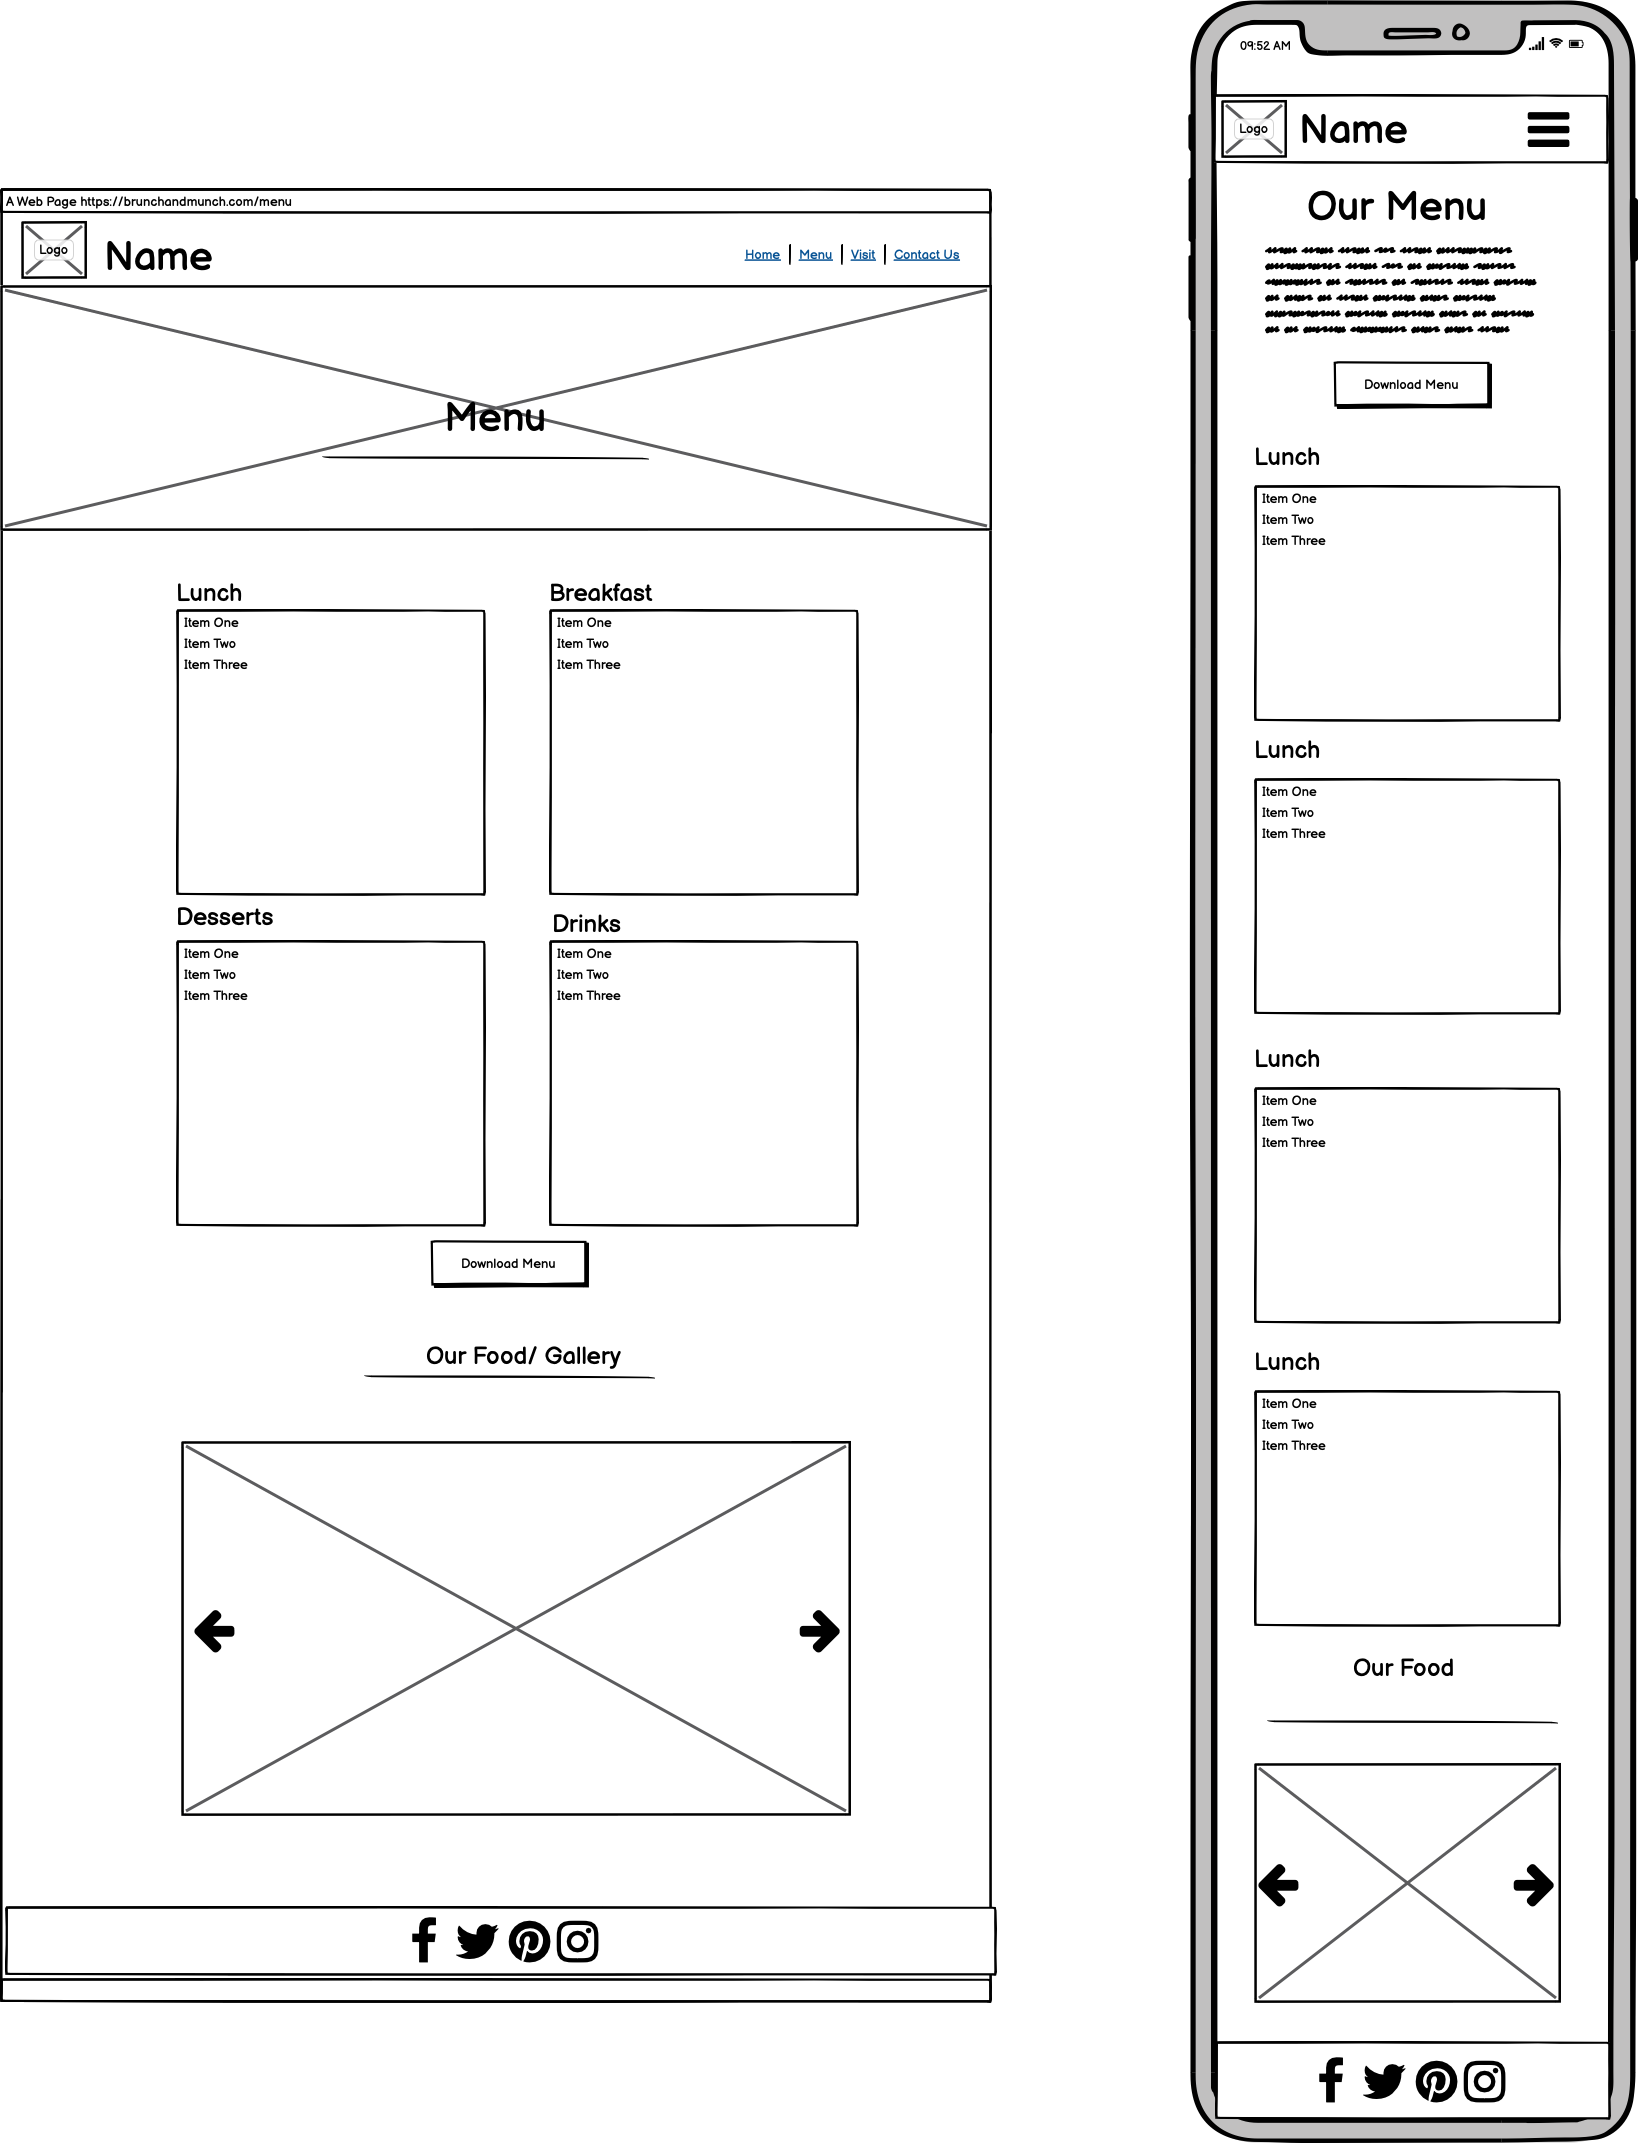 A Web Page https://brunchandmunch.com/menu
Logo
Name
Home
Menu
Visit
Contact Us
Menu
Lunch
Item One
Item Two
Item Three
Breakfast
Item One
Item Two
Item Three
Desserts
Item One
Item Two
Item Three
Drinks
Item One
Item Two
Item Three
Download Menu
Our Food/ Gallery
09:52 AM
Logo
Name
Our Menu
Download Menu
Lunch
Item One
Item Two
Item Three
Lunch
Item One
Item Two
Item Three
Lunch
Item One
Item Two
Item Three
Lunch
Item One
Item Two
Item Three
Our Food